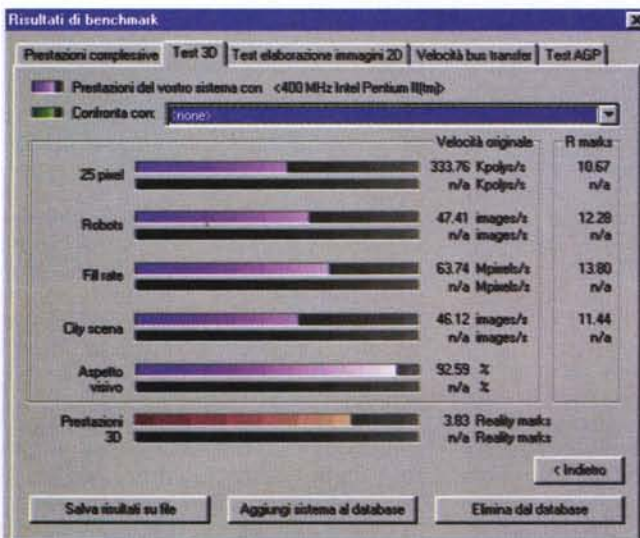 Risultati di benchmark
Prestazioni complessive Test 3D Test elaborazione immagini 2D Velocità bus transfer Test AGP
Prestazioni del vostro sistema con <400 MHz Intel Pentium II(tm)>
Confronta con: <none>
Velocità originale R marks
25 pixel 333.76 Kpolys/s 10.67
n/a Kpolys/s n/a
Robots 47.41 images/s 12.28
n/a images/s n/a
Fill rate 63.74 Mpixels/s 13.80
n/a Mpixels/s n/a
City scena 46.12 images/s 11.44
n/a images/s n/a
Aspetto visivo 92.59 %
n/a %
Prestazioni 3D 3.83 Reality marks
n/a Reality marks
< Indietro
Salva risultati su file Aggiungi sistema al database Elimina dal database